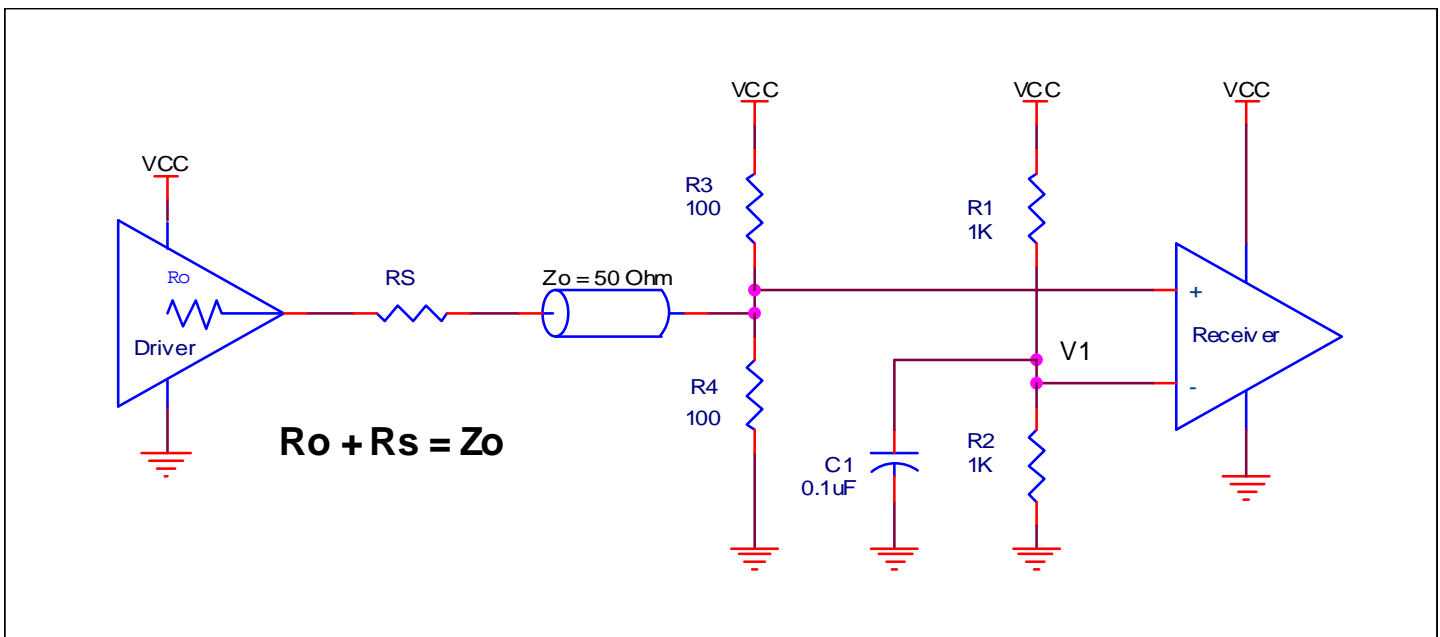 VCC
VCC
VCC
VCC
R3
100
R1
1K
Ro
RS
Zo = 50 Ohm
+
Driver
Receiver
V1
-
R4
100
Ro + Rs = Zo
R2
1K
C1
0.1uF